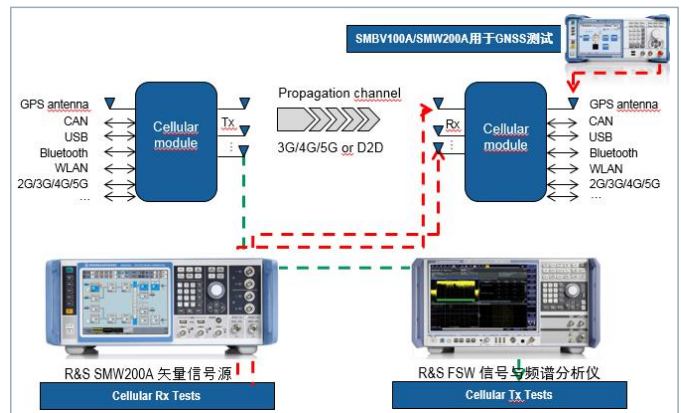 SMBV100A/SMW200A用于GNSS测试
GPS antenna
CAN
USB
Bluetooth
WLAN
2G/3G/4G/5G
...
Cellular
module
Tx
⋮
Propagation channel
3G/4G/5G or D2D
Rx
⋮
Cellular
module
GPS antenna
CAN
USB
Bluetooth
WLAN
2G/3G/4G/5G
...
R&S SMW200A 矢量信号源
Cellular Rx Tests
R&S FSW 信号与频谱分析仪
Cellular Tx Tests